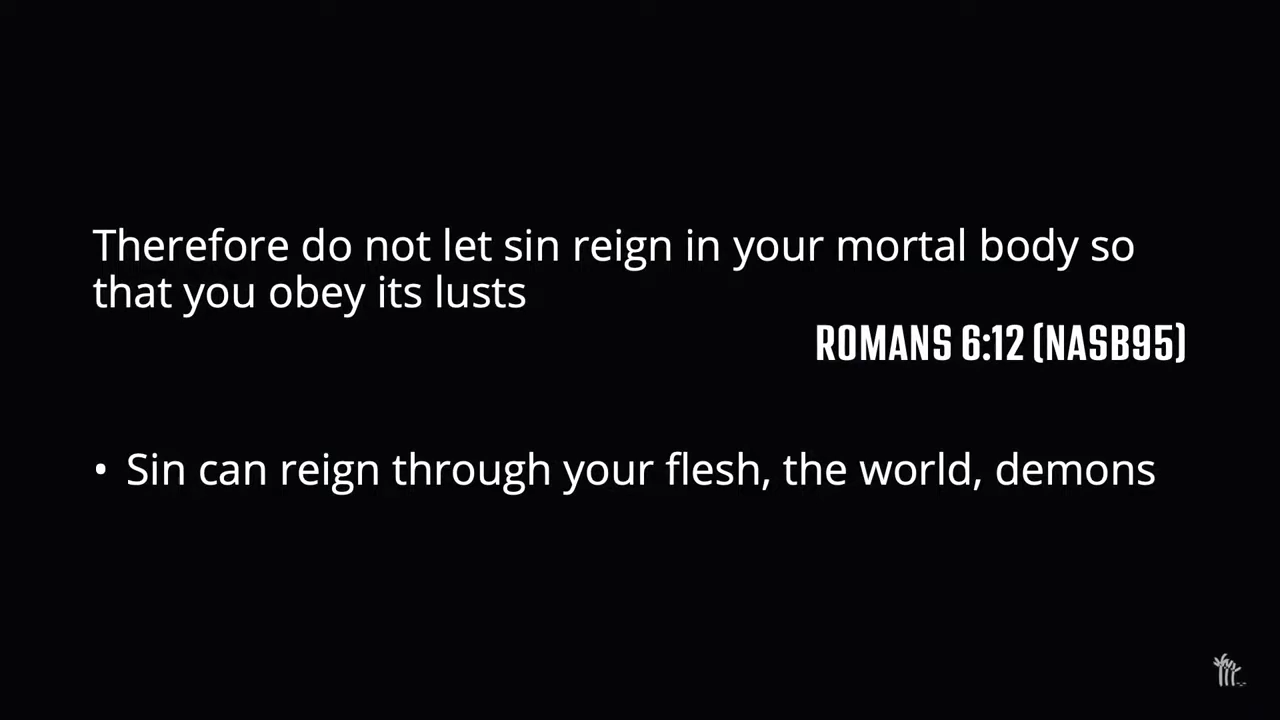 Therefore do not let sin reign in your mortal body so
that you obey its lusts
ROMANS 6:12 (NASB95)
• Sin can reign through your flesh, the world, demons